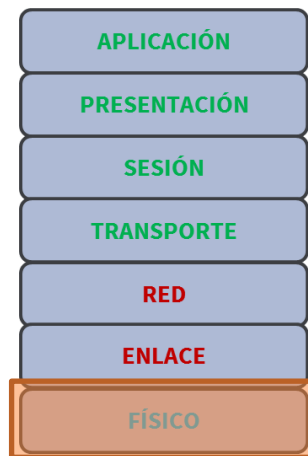 APLICACIÓN
PRESENTACIÓN
SESIÓN
TRANSPORTE
RED
ENLACE
FÍSICO